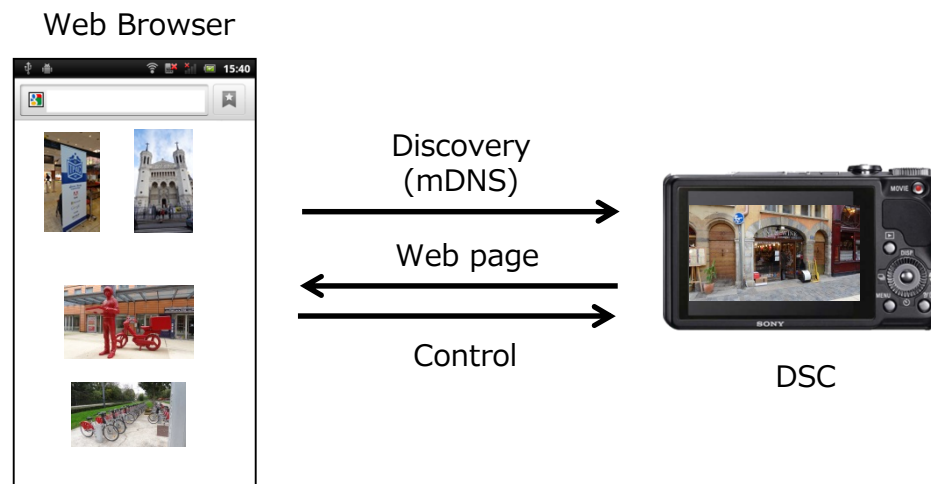 Web Browser
15:40
Discovery
(mDNS)
Web page
Control
MOVIE
DISP
MENU
SONY
DSC